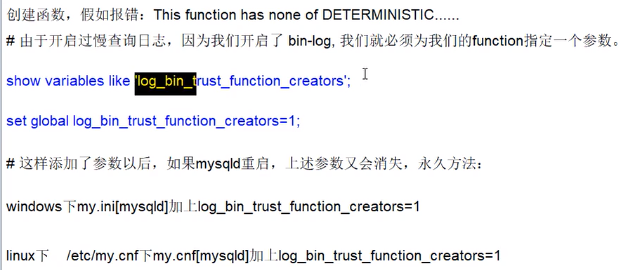 创建函数，假如报错：This function has none of DETERMINISTIC......
# 由于开启过慢查询日志，因为我们开启了 bin-log, 我们就必须为我们的function指定一个参数。
show variables like 'log_bin_trust_function_creators';
set global log_bin_trust_function_creators=1;
# 这样添加了参数以后，如果mysqld重启，上述参数又会消失，永久方法：
windows下my.ini[mysqld]加上log_bin_trust_function_creators=1
linux下 /etc/my.cnf下my.cnf[mysqld]加上log_bin_trust_function_creators=1